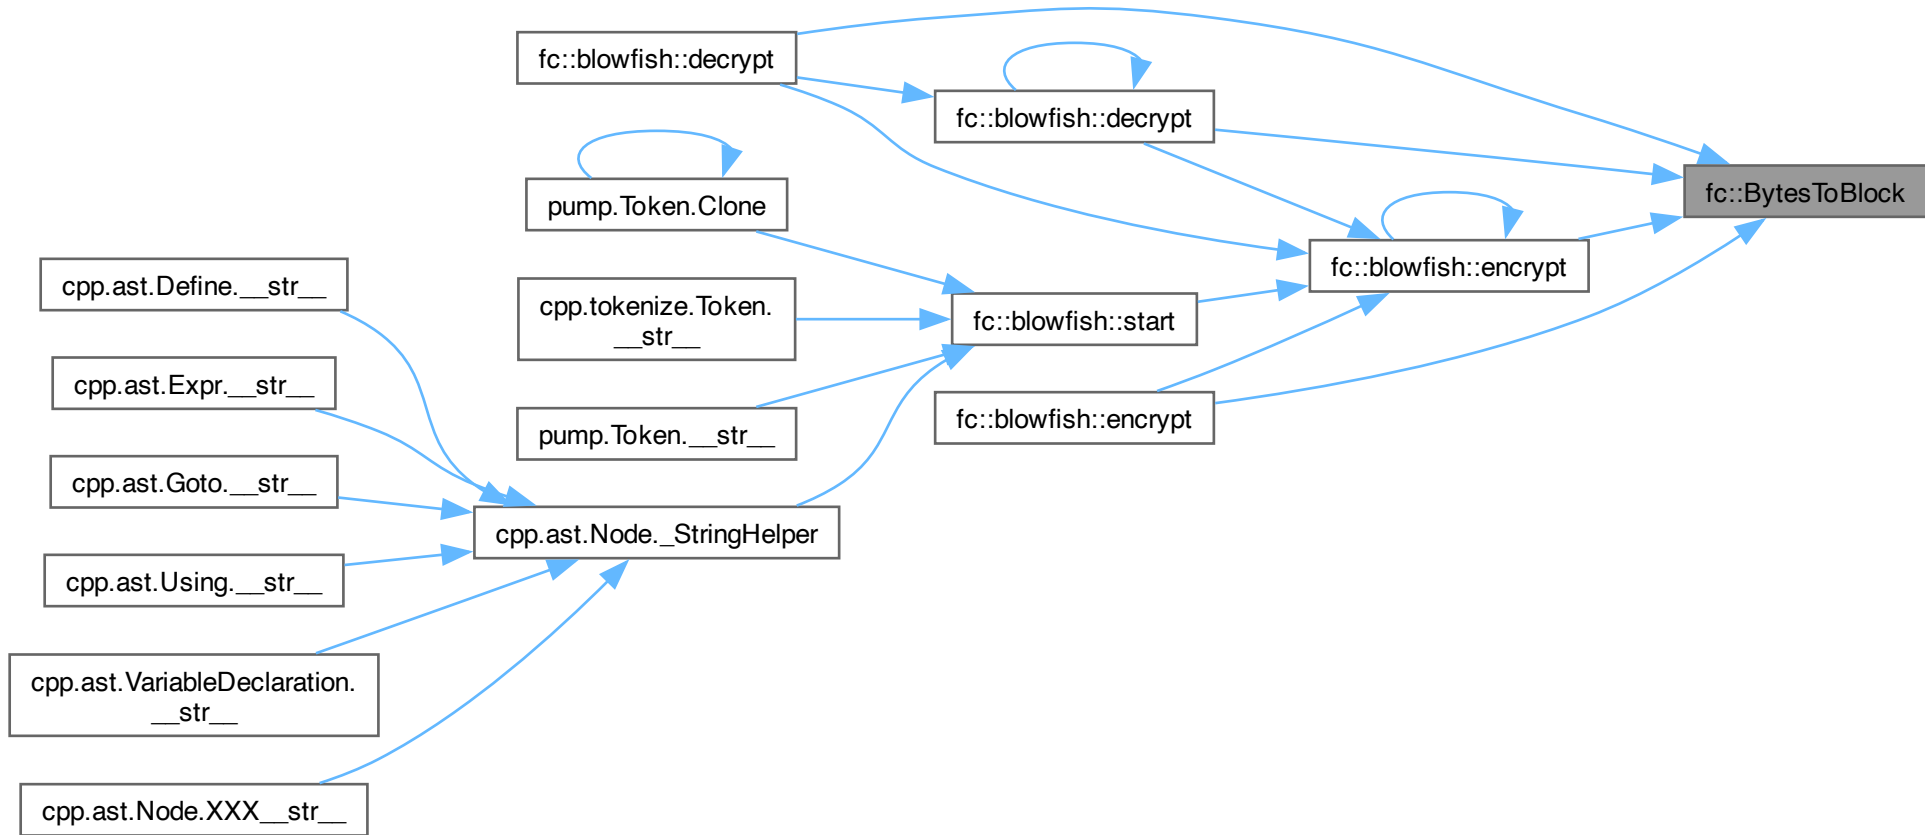 fc::blowfish::decrypt
fc::blowfish::decrypt
pump.Token.Clone
fc::BytesToBlock
fc::blowfish::encrypt
cpp.ast.Define.__str__
cpp.tokenize.Token.
__str__
fc::blowfish::start
cpp.ast.Expr.__str__
fc::blowfish::encrypt
pump.Token.__str__
cpp.ast.Goto.__str__
cpp.ast.Node._StringHelper
cpp.ast.Using.__str__
cpp.ast.VariableDeclaration.
__str__
cpp.ast.Node.XXX__str__